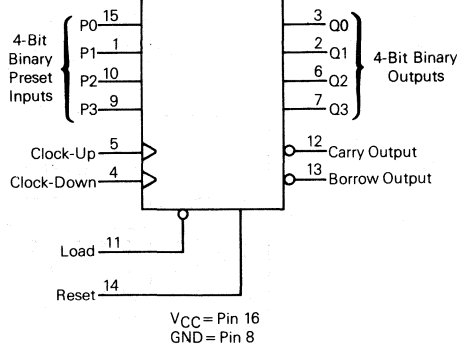 4-Bit
Binary
Preset
Inputs
P0 15
P1 1
P2 10
P3 9
Clock-Up 5
Clock-Down 4
3 Q0
2 Q1
6 Q2
7 Q3
4-Bit Binary
Outputs
12 Carry Output
13 Borrow Output
Load 11
Reset 14
VCC = Pin 16
GND = Pin 8